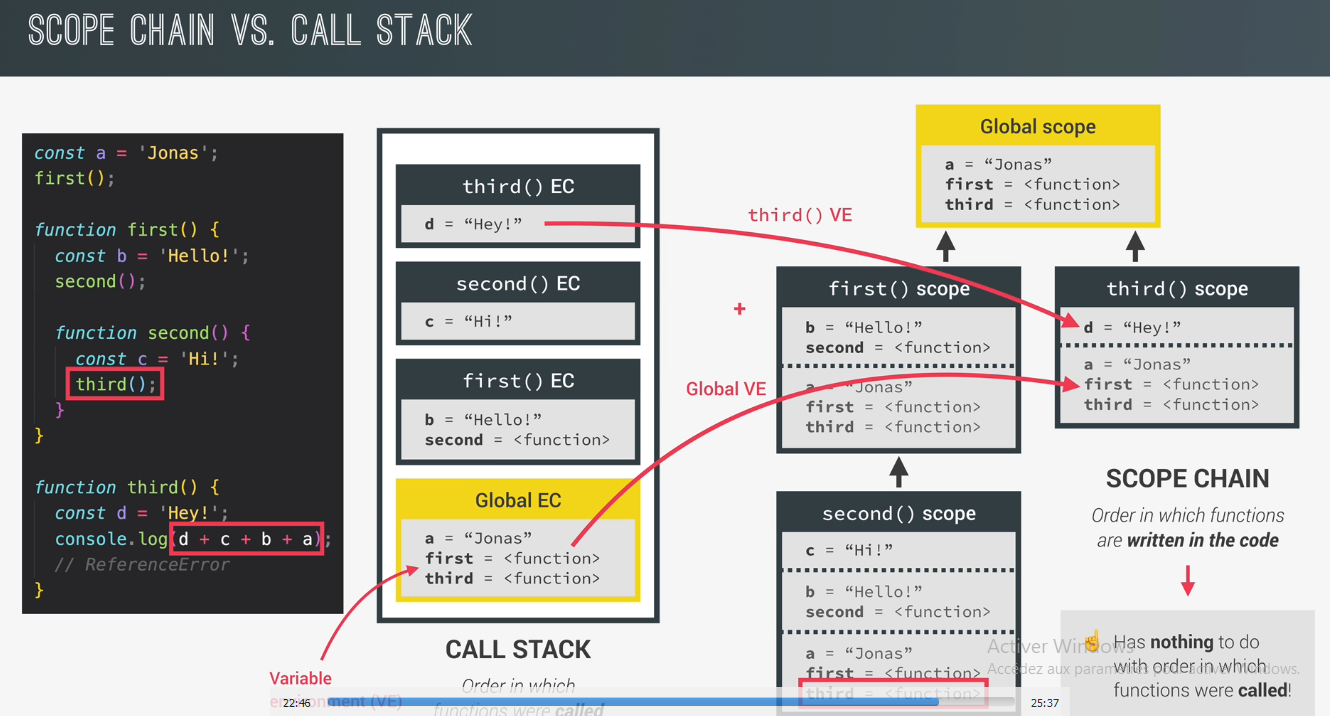 SCOPE CHAIN VS. CALL STACK
const a = 'Jonas';
first();
function first() {
const b = 'Hello!';
second();
function second() {
const c = 'Hi!';
third();
}
}
function third() {
const d = 'Hey!';
console.log(d + c + b + a);
// ReferenceError
}
third() EC
d = “Hey!”
second() EC
c = “Hi!”
first() EC
b = “Hello!”
second = <function>
Global EC
a = “Jonas”
first = <function>
third = <function>
CALL STACK
Order in which
functions were called
Variable
environment (VE)
third() VE
Global VE
Global scope
a = “Jonas”
first = <function>
third = <function>
first() scope
b = “Hello!”
second = <function>
a = “Jonas”
first = <function>
third = <function>
second() scope
c = “Hi!”
b = “Hello!”
second = <function>
a = “Jonas”
first = <function>
third = <function>
third() scope
d = “Hey!”
a = “Jonas”
first = <function>
third = <function>
SCOPE CHAIN
Order in which functions
are written in the code
☝ Has nothing to do
with order in which
functions were called!
Activer Windows
Accédez aux paramètres pour activer Windows.
22:46
25:37